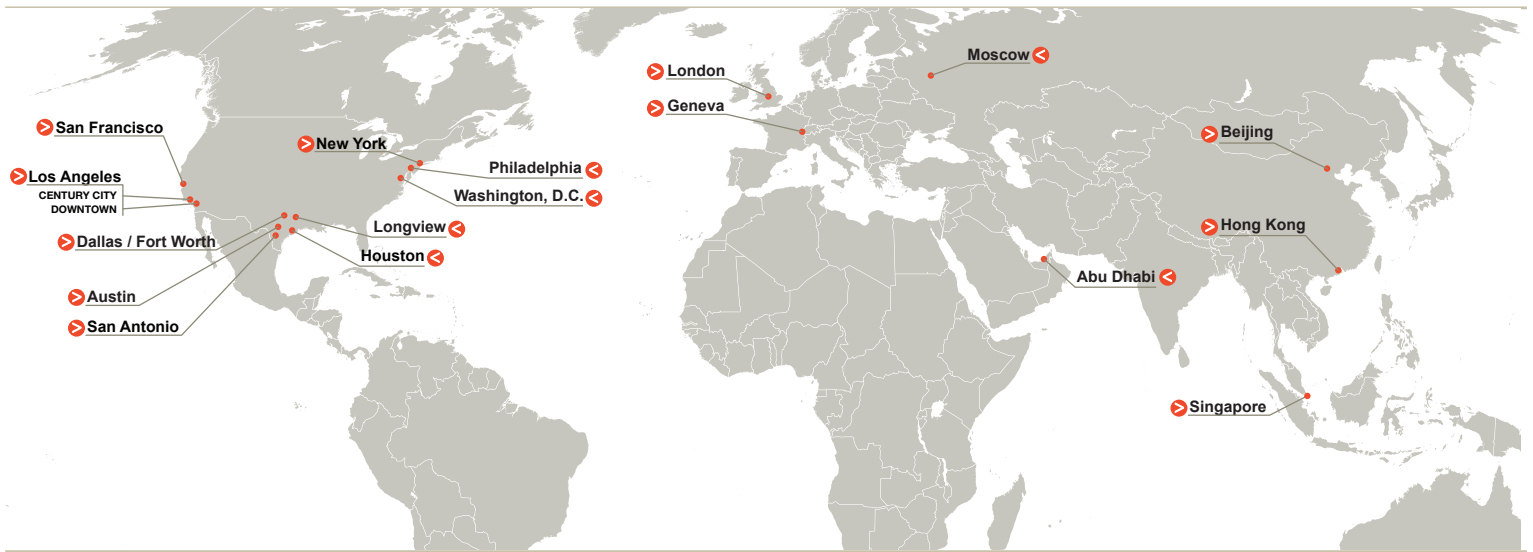 San Francisco
Los Angeles
CENTURY CITY
DOWNTOWN
Dallas / Fort Worth
Austin
San Antonio
New York
Philadelphia
Washington, D.C.
Longview
Houston
London
Geneva
Moscow
Abu Dhabi
Beijing
Hong Kong
Singapore